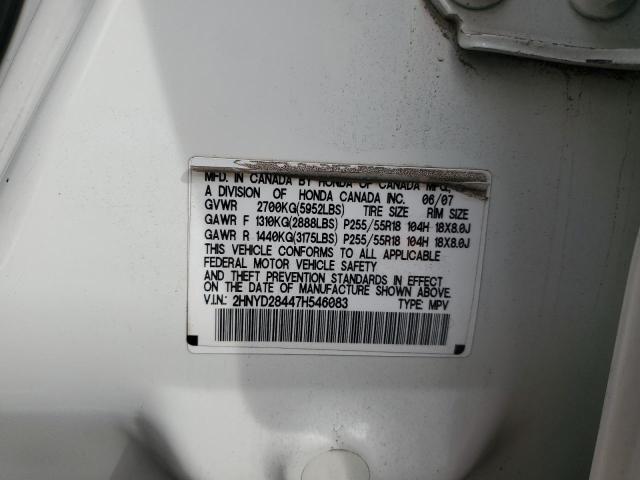 MFD. IN CANADA BY HONDA OF CANADA MFG.,
A DIVISION OF HONDA CANADA INC. 06/07
GVWR 2700KG(5952LBS) TIRE SIZE RIM SIZE
GAWR F 1310KG(2888LBS) P255/55R18 104H 18X8.0J
GAWR R 1440KG(3175LBS) P255/55R18 104H 18X8.0J
THIS VEHICLE CONFORMS TO ALL APPLICABLE
FEDERAL MOTOR VEHICLE SAFETY
AND THEFT PREVENTION STANDARDS IN EFFECT
ON THE DATE OF MANUFACTURE SHOWN ABOVE.
V.I.N.: 2HNYD28447H546083 TYPE: MPV